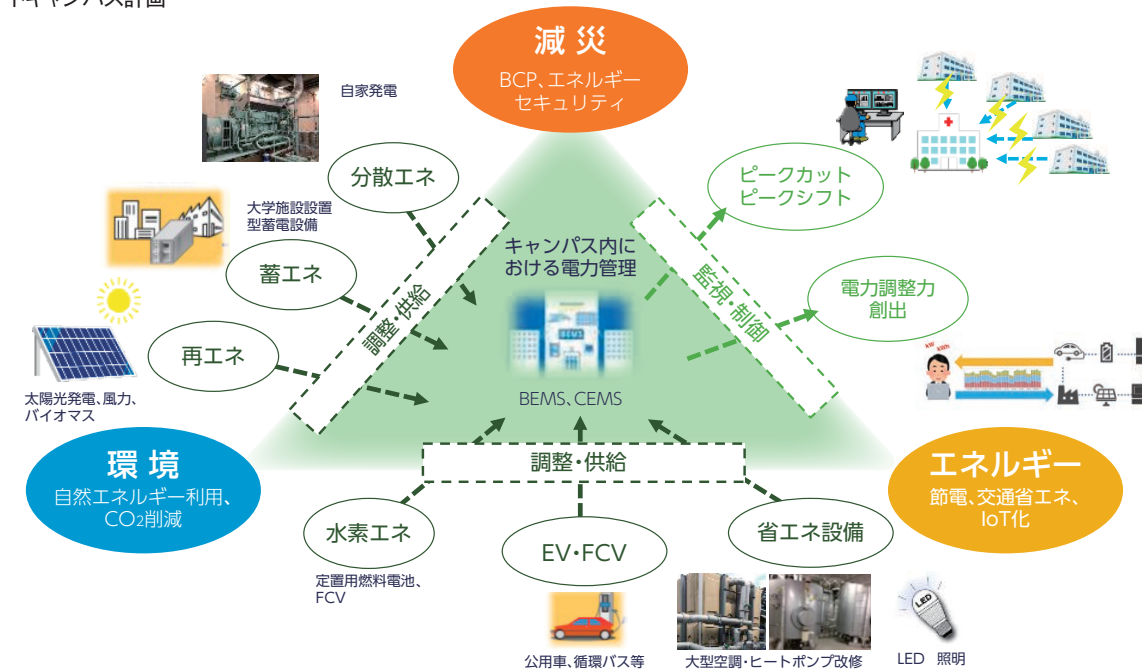 キャンパス計画
減 災
BCP、エネルギー
セキュリティ
自家発電
分散エネ
ピークカット
ピークシフト
大学施設設置
型蓄電設備
キャンパス内に
おける電力管理
蓄エネ
調整・供給
監視・制御
電力調整力
創出
BEMS
再エネ
kW
kWh
太陽光発電、風力、
バイオマス
BEMS、CEMS
環 境
自然エネルギー利用、
CO2削減
調整・供給
エネルギー
節電、交通省エネ、
IoT化
水素エネ
EV・FCV
省エネ設備
定置用燃料電池、
FCV
LED
公用車、循環バス等
大型空調・ヒートポンプ改修
LED 照明